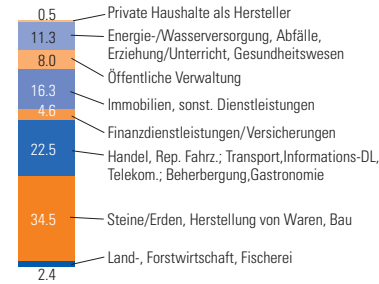 0.5 Private Haushalte als Hersteller
11.3 Energie-/Wasserversorgung, Abfälle,
Erziehung/Unterricht, Gesundheitswesen
8.0 Öffentliche Verwaltung
16.3 Immobilien, sonst. Dienstleistungen
4.6 Finanzdienstleistungen/Versicherungen
22.5 Handel, Rep. Fahrz.; Transport,Informations-DL,
Telekom.; Beherbergung,Gastronomie
34.5 Steine/Erden, Herstellung von Waren, Bau
Land-, Forstwirtschaft, Fischerei
2.4